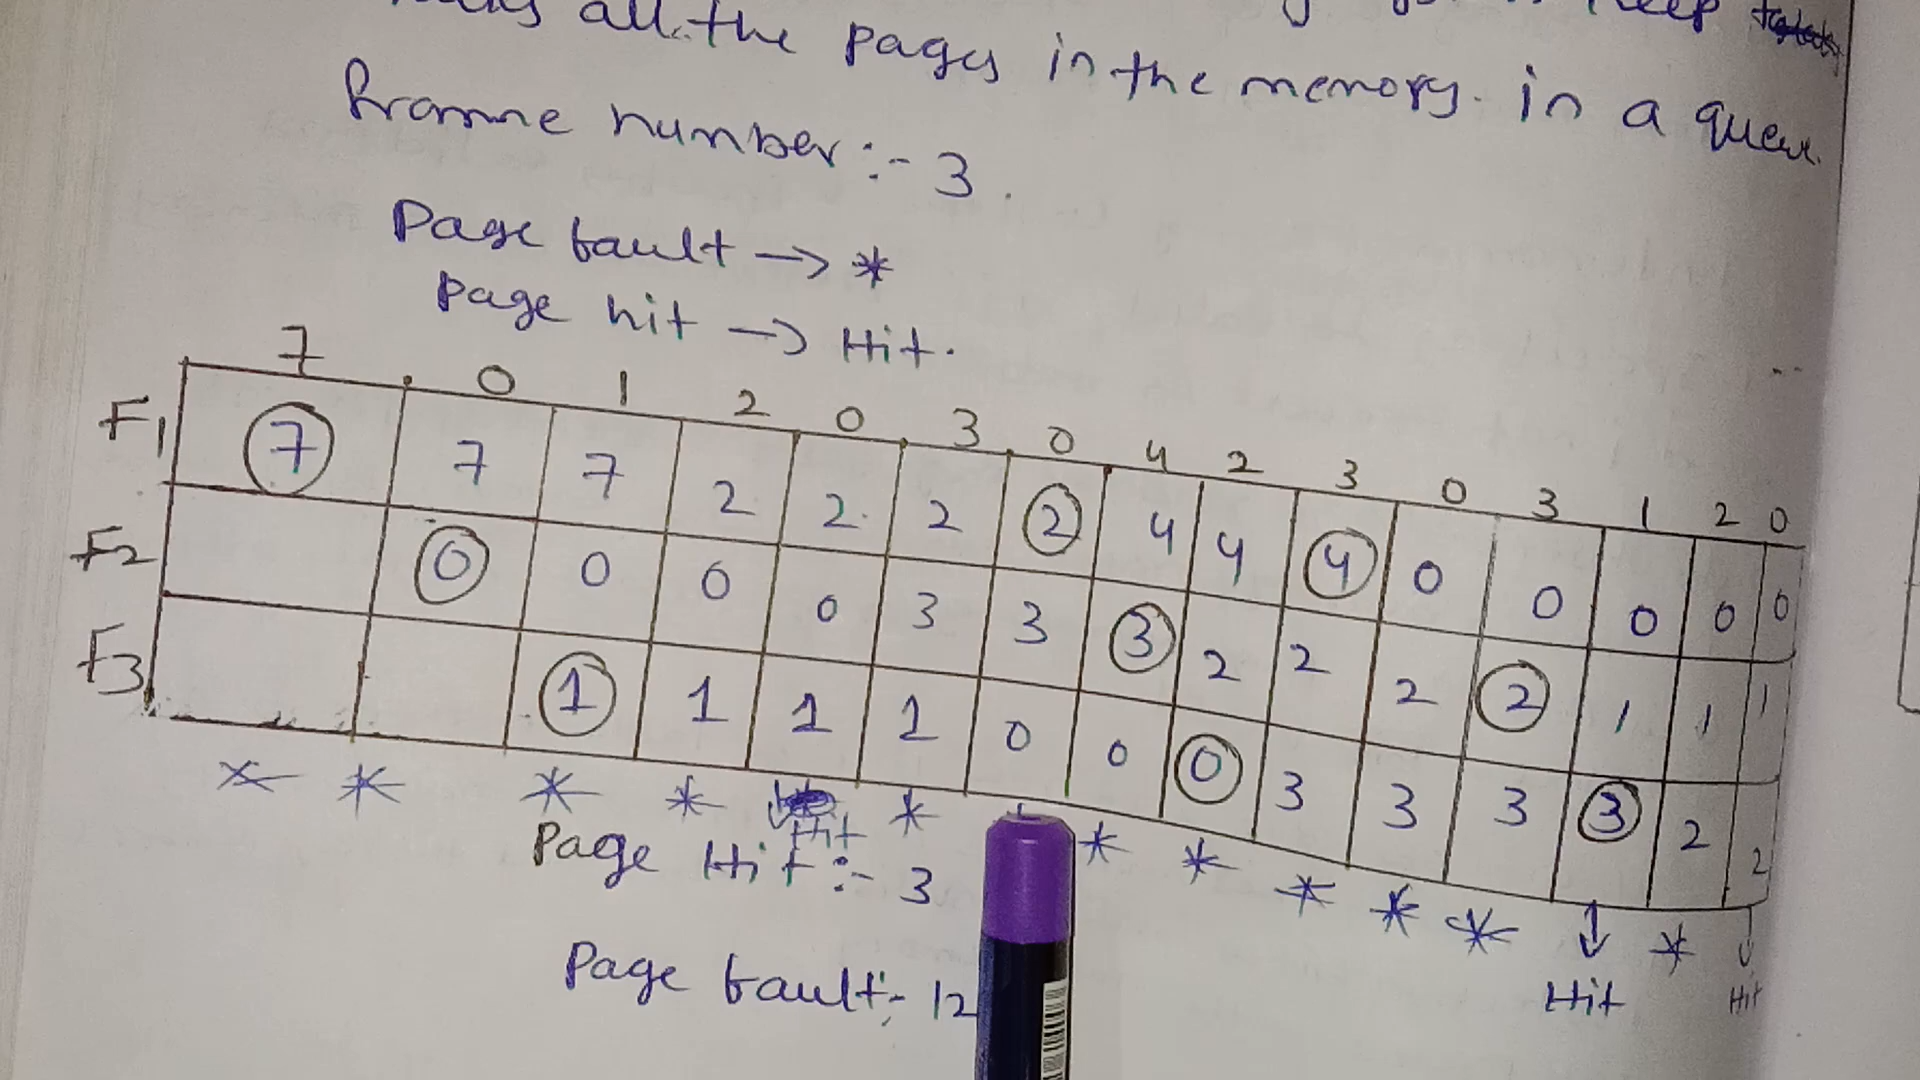 all the pages in the memory. in a queue.
Frame number :- 3.
Page fault → *
Page hit → Hit.
7 0 1 2 0 3 0 4 2 3 0 3 1 2 0
F1 7 7 7 2 2 2 2 4 4 4 0 0 0 0 0
F2 0 0 0 0 3 3 3 2 2 2 2 1 1 1
F3 1 1 1 1 0 0 0 3 3 3 3 2 2
* * * * Hit * * * * * * Hit * Hit
Page Hit :- 3
Page fault :- 12